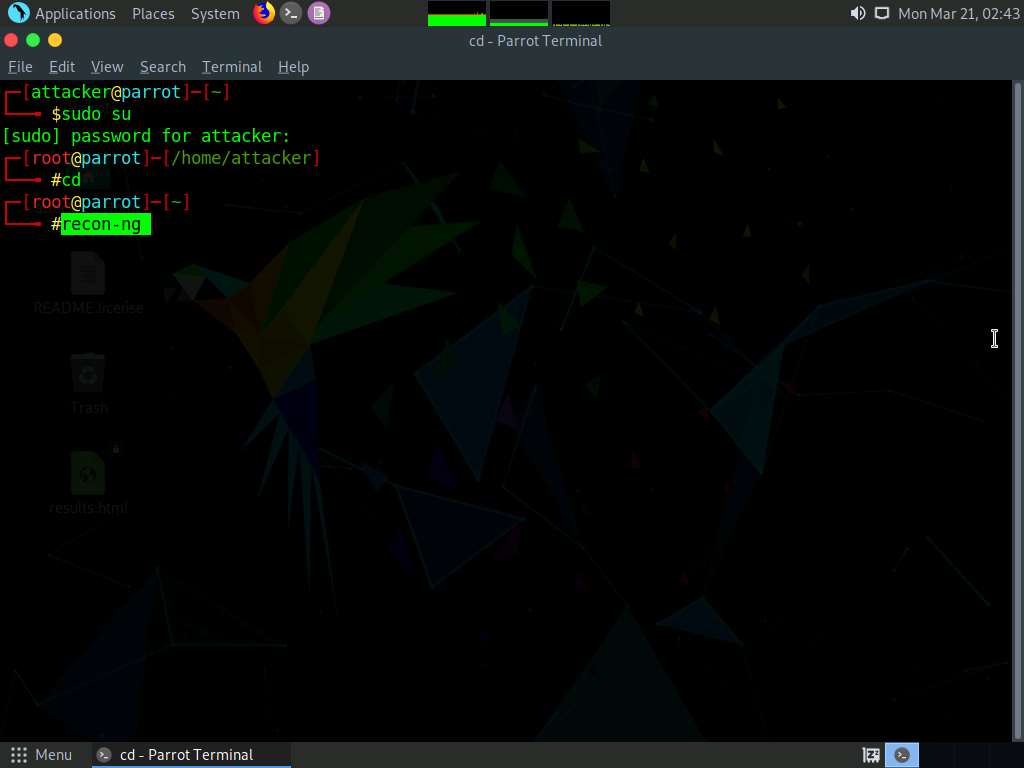 Applications Places System Mon Mar 21, 02:43
cd - Parrot Terminal
File Edit View Search Terminal Help
┌─[attacker@parrot]─[~]
└──╼ $sudo su
[sudo] password for attacker:
┌─[root@parrot]─[/home/attacker]
└──╼ #cd
┌─[root@parrot]─[~]
└──╼ #recon-ng
README.license
Trash
results.html
Menu cd - Parrot Terminal